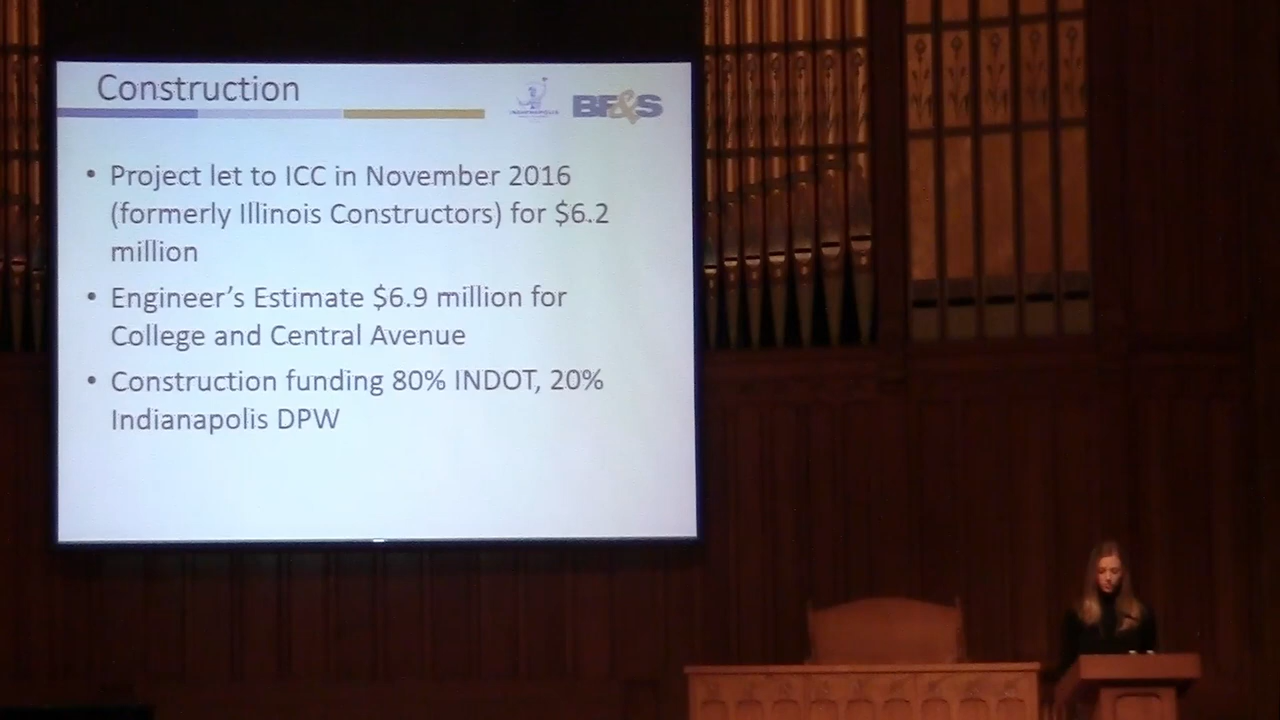 Construction
INDIANAPOLIS
BF&S
• Project let to ICC in November 2016
(formerly Illinois Constructors) for $6.2
million
• Engineer’s Estimate $6.9 million for
College and Central Avenue
• Construction funding 80% INDOT, 20%
Indianapolis DPW